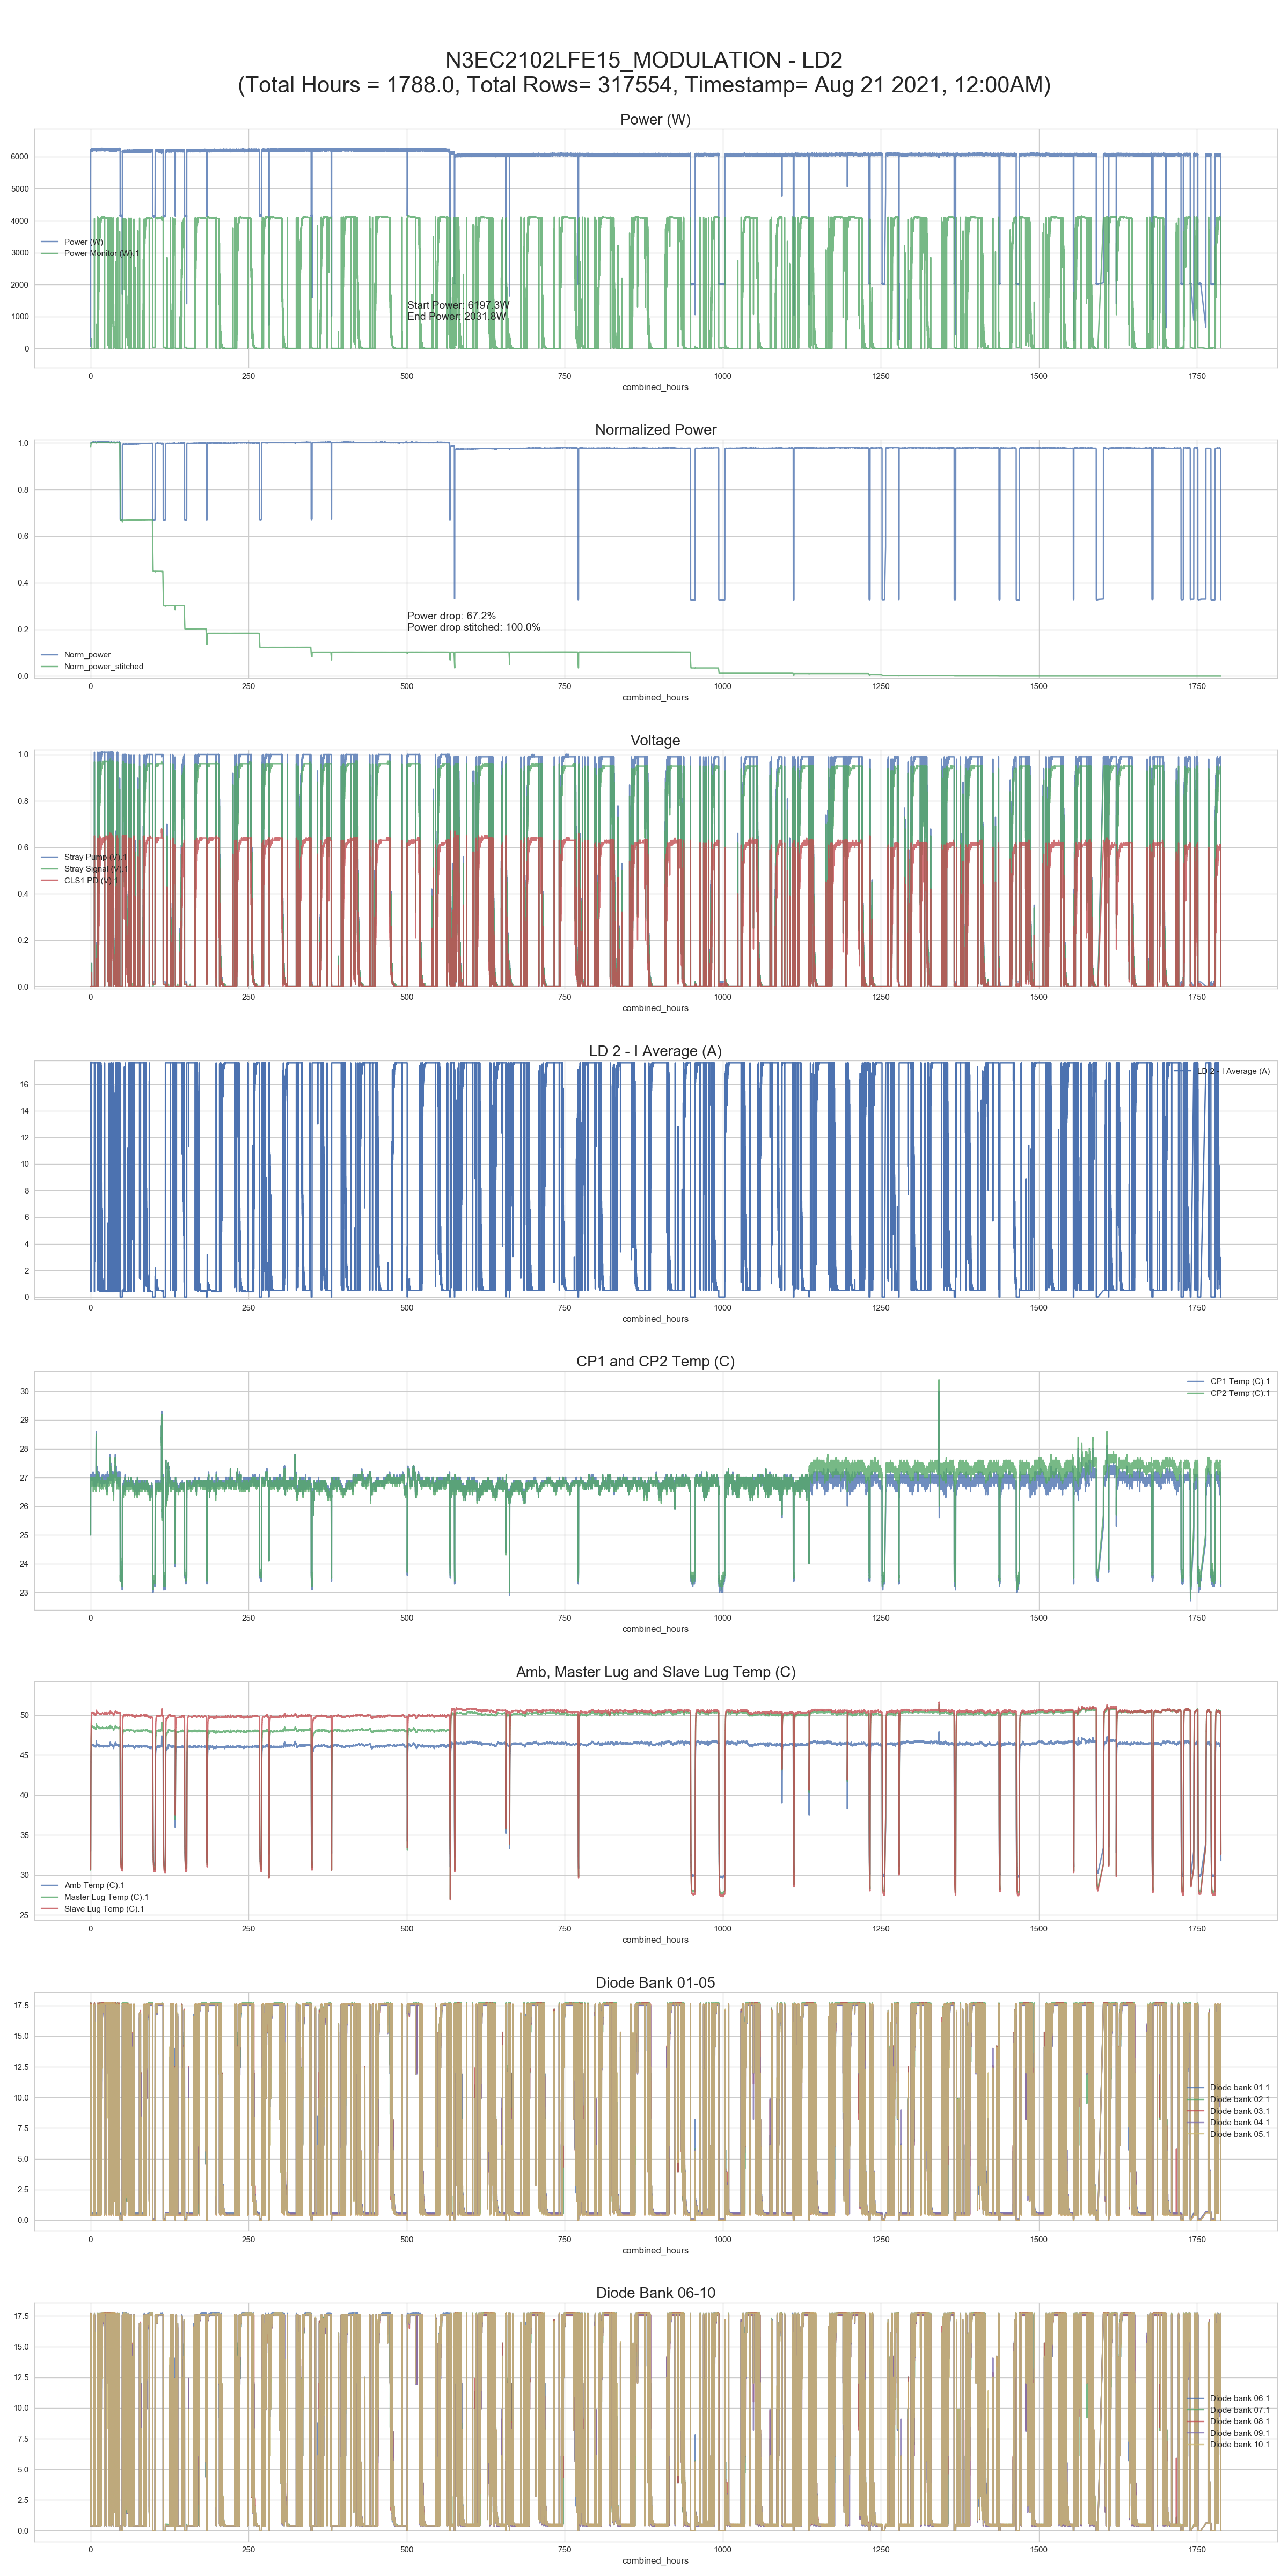 N3EC2102LFE15_MODULATION - LD2
(Total Hours = 1788.0, Total Rows= 317554, Timestamp= Aug 21 2021, 12:00AM)
Power (W)
6000
5000
4000
3000
2000
1000
0
Power (W)
Power Monitor (W).1
Start Power: 6197.3W
End Power: 2031.8W
0 250 500 750 1000 1250 1500 1750
combined_hours
Normalized Power
1.0
0.8
0.6
0.4
0.2
0.0
Power drop: 67.2%
Power drop stitched: 100.0%
Norm_power
Norm_power_stitched
0 250 500 750 1000 1250 1500 1750
combined_hours
Voltage
1.0
0.8
0.6
0.4
0.2
0.0
Stray Pump (V).1
Stray Signal (V).1
CLS1 PD (V).1
0 250 500 750 1000 1250 1500 1750
combined_hours
LD 2 - I Average (A)
16
14
12
10
8
6
4
2
0
LD 2 - I Average (A)
0 250 500 750 1000 1250 1500 1750
combined_hours
CP1 and CP2 Temp (C)
30
29
28
27
26
25
24
23
CP1 Temp (C).1
CP2 Temp (C).1
0 250 500 750 1000 1250 1500 1750
combined_hours
Amb, Master Lug and Slave Lug Temp (C)
50
45
40
35
30
25
Amb Temp (C).1
Master Lug Temp (C).1
Slave Lug Temp (C).1
0 250 500 750 1000 1250 1500 1750
combined_hours
Diode Bank 01-05
17.5
15.0
12.5
10.0
7.5
5.0
2.5
0.0
Diode bank 01.1
Diode bank 02.1
Diode bank 03.1
Diode bank 04.1
Diode bank 05.1
0 250 500 750 1000 1250 1500 1750
combined_hours
Diode Bank 06-10
17.5
15.0
12.5
10.0
7.5
5.0
2.5
0.0
Diode bank 06.1
Diode bank 07.1
Diode bank 08.1
Diode bank 09.1
Diode bank 10.1
0 250 500 750 1000 1250 1500 1750
combined_hours